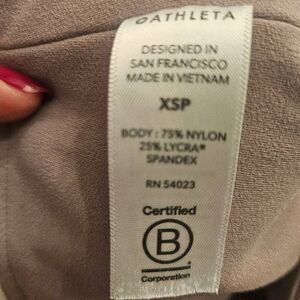 ATHLETA
DESIGNED IN
SAN FRANCISCO
MADE IN VIETNAM
XSP
BODY : 75% NYLON
25% LYCRA®
SPANDEX
RN 54023
Certified
B
Corporation